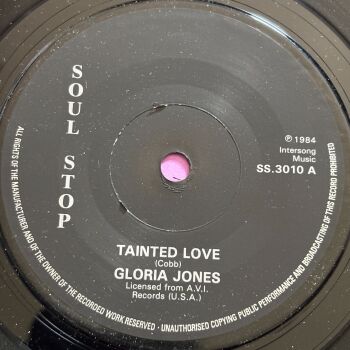 SOUL STOP
℗ 1984
Intersong
Music
SS.3010 A
TAINTED LOVE
(Cobb)
GLORIA JONES
Licensed from A.V.I.
Records (U.S.A.)
ALL RIGHTS OF THE MANUFACTURER AND OF THE OWNER OF THE RECORDED WORK RESERVED · UNAUTHORISED COPYING PUBLIC PERFORMANCE AND BROADCASTING OF THIS RECORD PROHIBITED